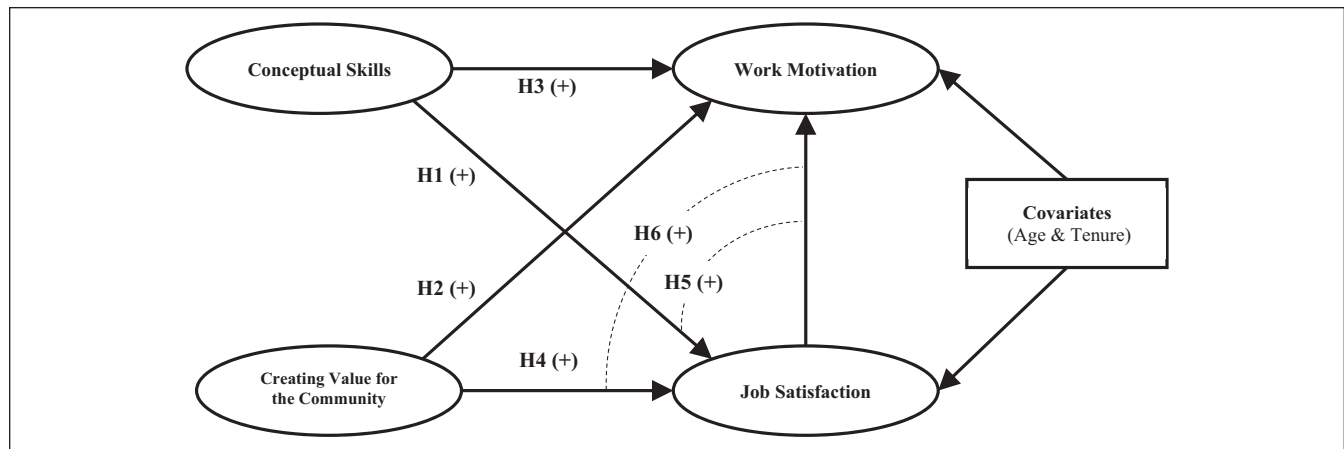 Conceptual Skills
H3 (+)
Work Motivation
H1 (+)
H6 (+)
Covariates
(Age & Tenure)
H2 (+)
H5 (+)
H4 (+)
Creating Value for
the Community
Job Satisfaction